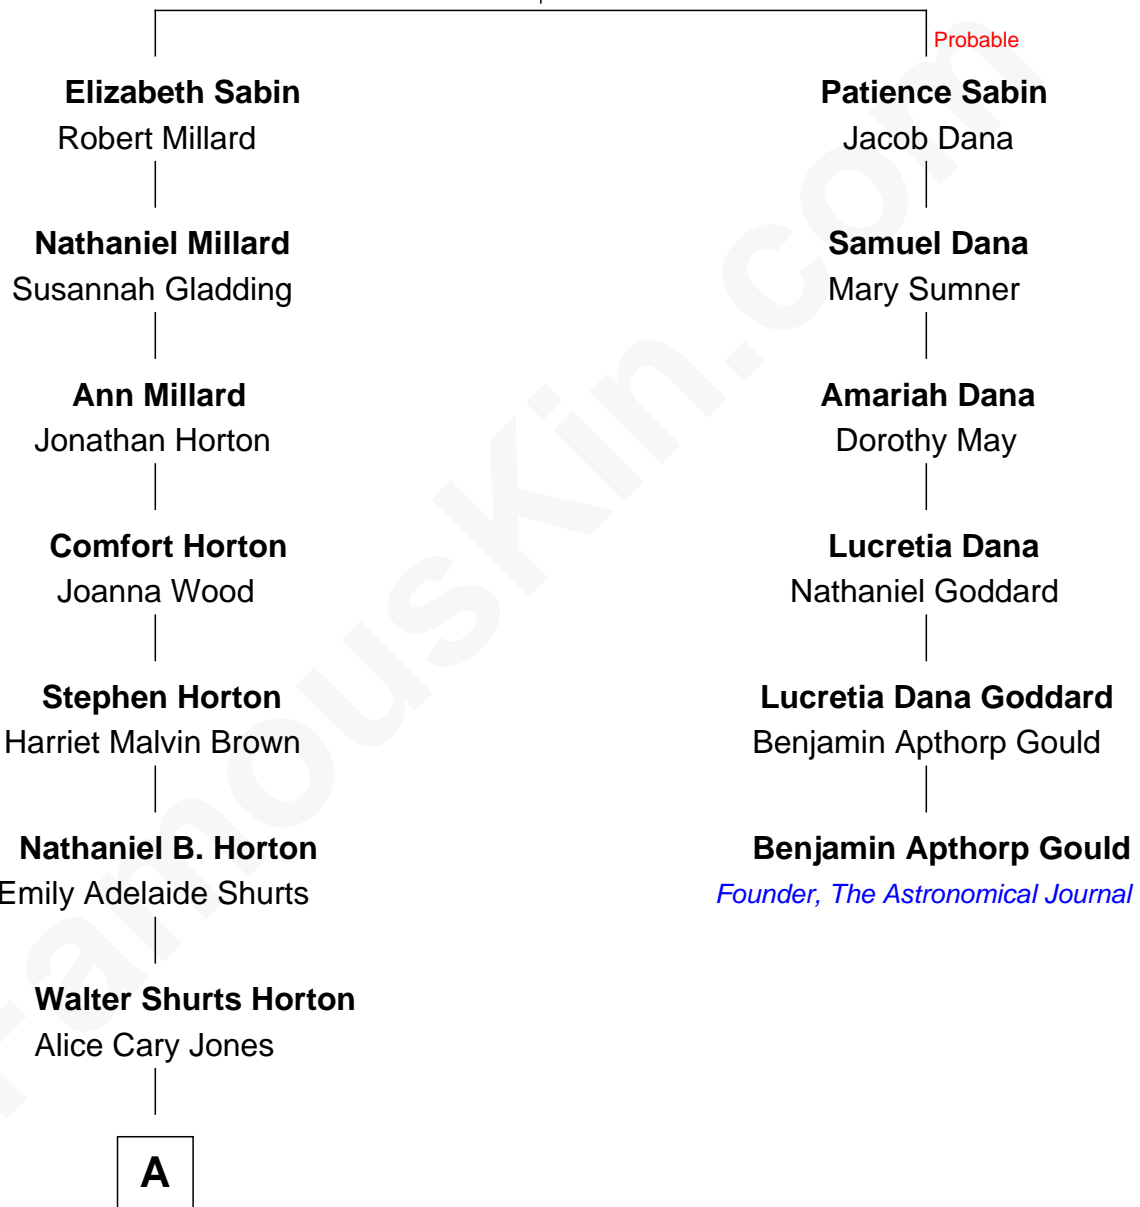 Probable
Elizabeth Sabin
Robert Millard
Patience Sabin
Jacob Dana
Nathaniel Millard
Susannah Gladding
Samuel Dana
Mary Sumner
Ann Millard
Jonathan Horton
Amariah Dana
Dorothy May
Comfort Horton
Joanna Wood
Lucretia Dana
Nathaniel Goddard
Stephen Horton
Harriet Malvin Brown
Lucretia Dana Goddard
Benjamin Apthorp Gould
Nathaniel B. Horton
Emily Adelaide Shurts
Benjamin Apthorp Gould
Founder, The Astronomical Journal
Walter Shurts Horton
Alice Cary Jones
A
FamousKin.com